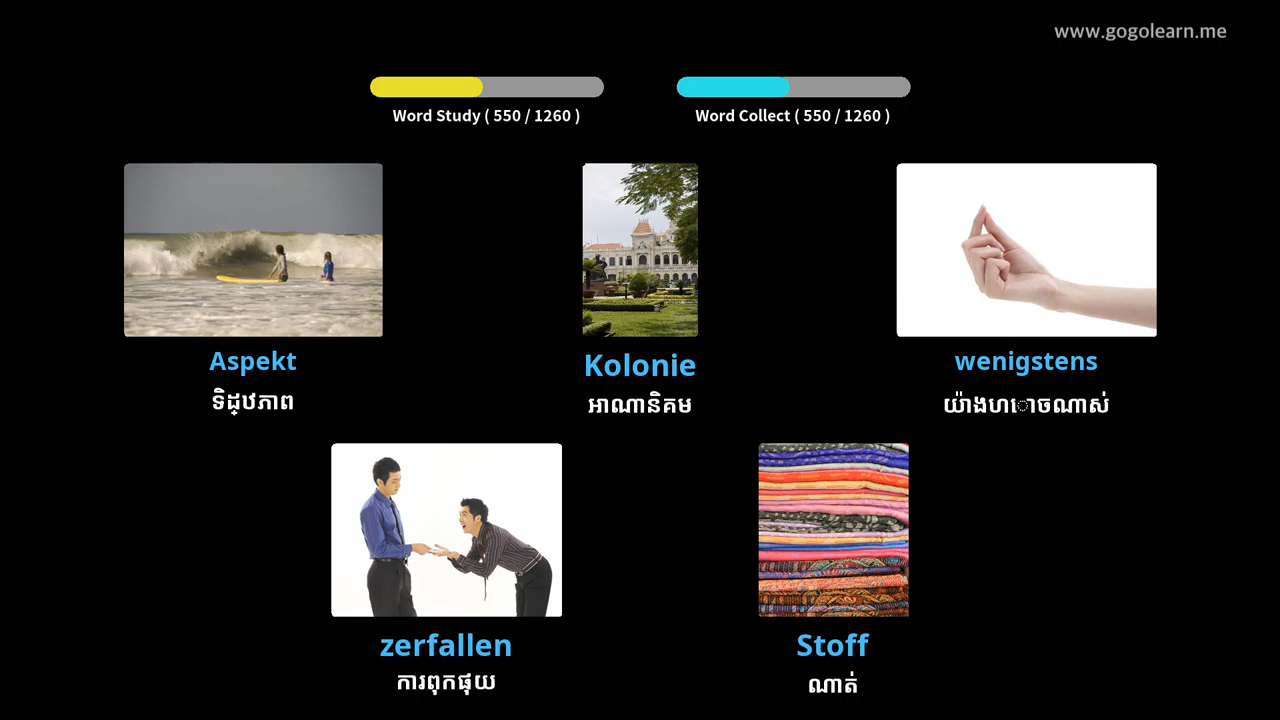 www.gogolearn.me
Word Study ( 550 / 1260 )
Word Collect ( 550 / 1260 )
Aspekt
ទិដ្ឋភាព
Kolonie
អាណានិគម
wenigstens
យ៉ាងហោចណាស់
zerfallen
ការពុកផុយ
Stoff
ណាត់